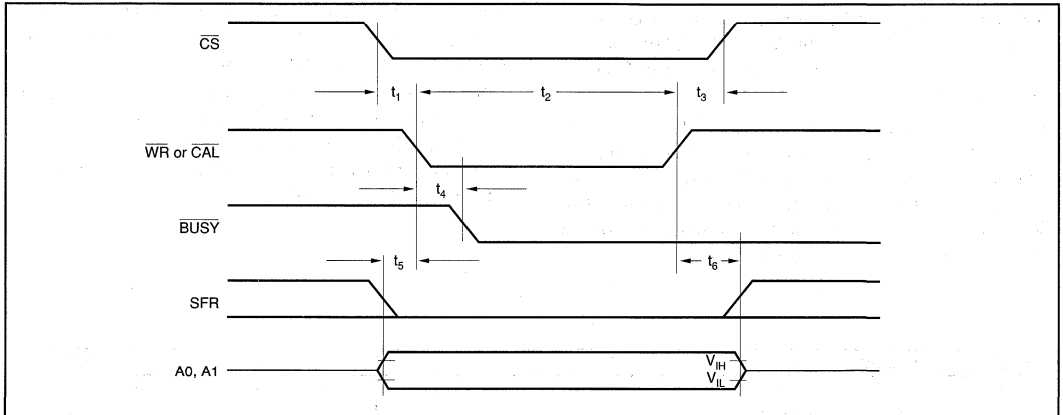 CS
t1 t2 t3
WR or CAL
t4
BUSY
t5 t6
SFR
VIH
A0, A1
VIL